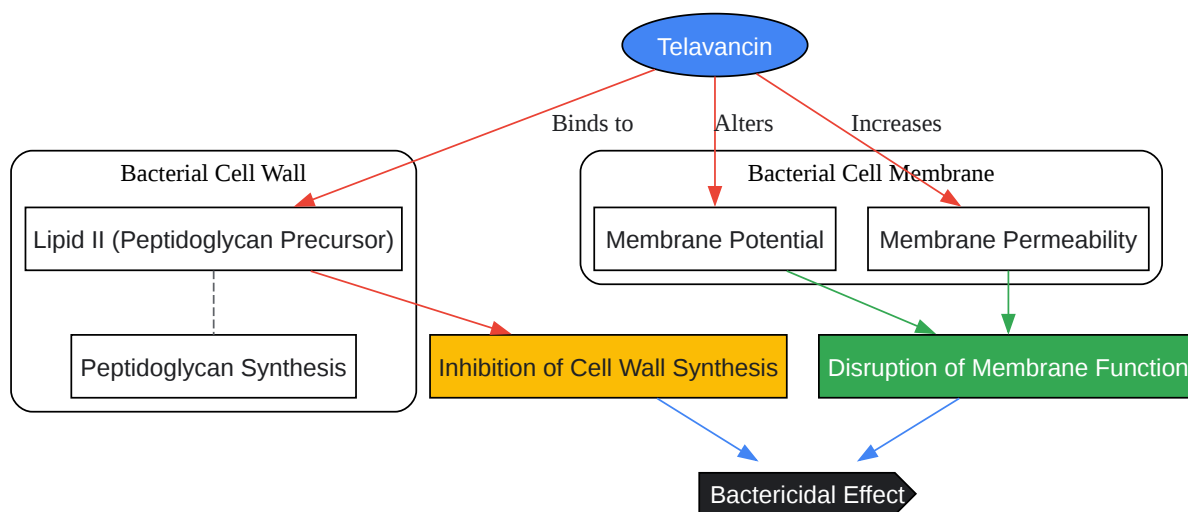 Telavancin
Binds to
Alters
Increases
Bacterial Cell Wall
Bacterial Cell Membrane
Lipid II (Peptidoglycan Precursor)
Membrane Potential
Membrane Permeability
Peptidoglycan Synthesis
Inhibition of Cell Wall Synthesis
Disruption of Membrane Function
Bactericidal Effect